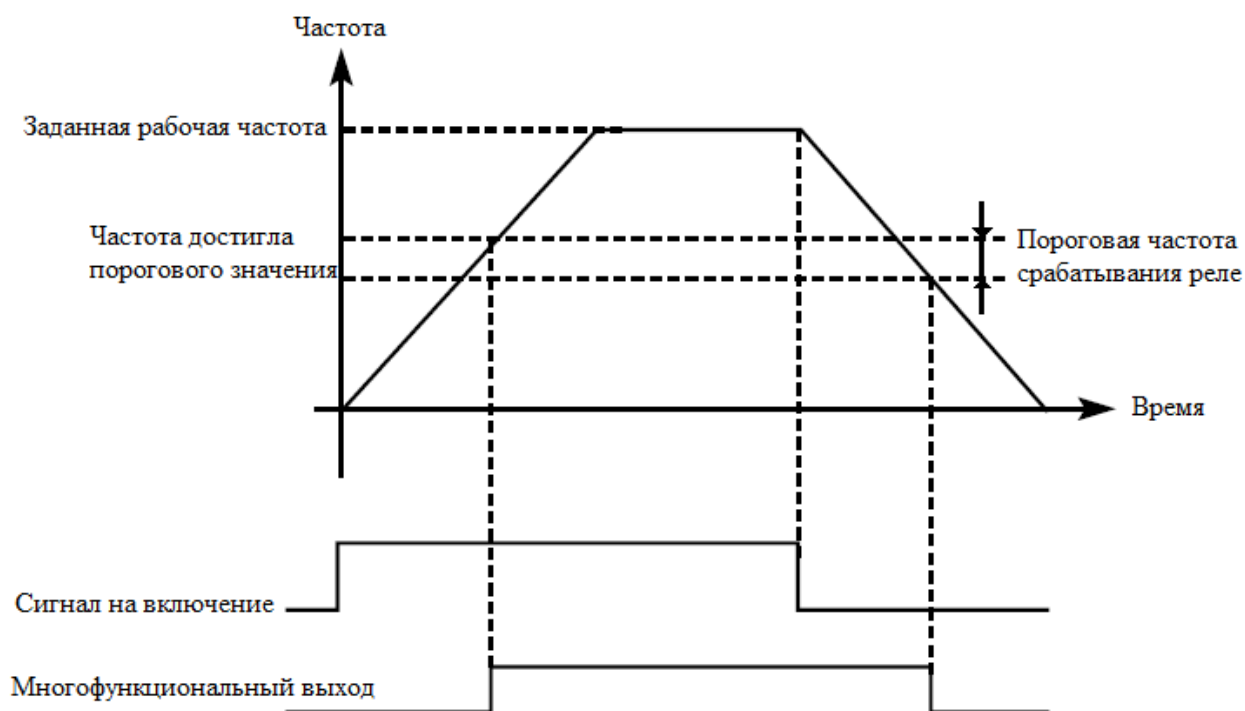 Частота
Заданная рабочая частота
Частота достигла
порогового значения
Пороговая частота
срабатывания реле
Время
Сигнал на включение
Многофункциональный выход